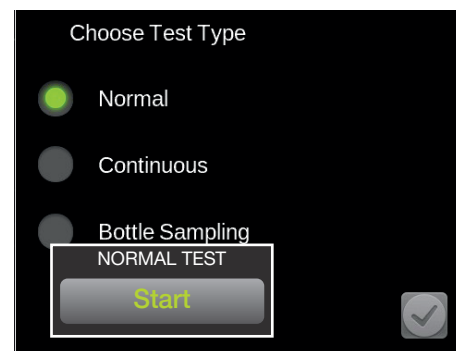 Choose Test Type
Normal
Continuous
Bottle Sampling
NORMAL TEST
Start